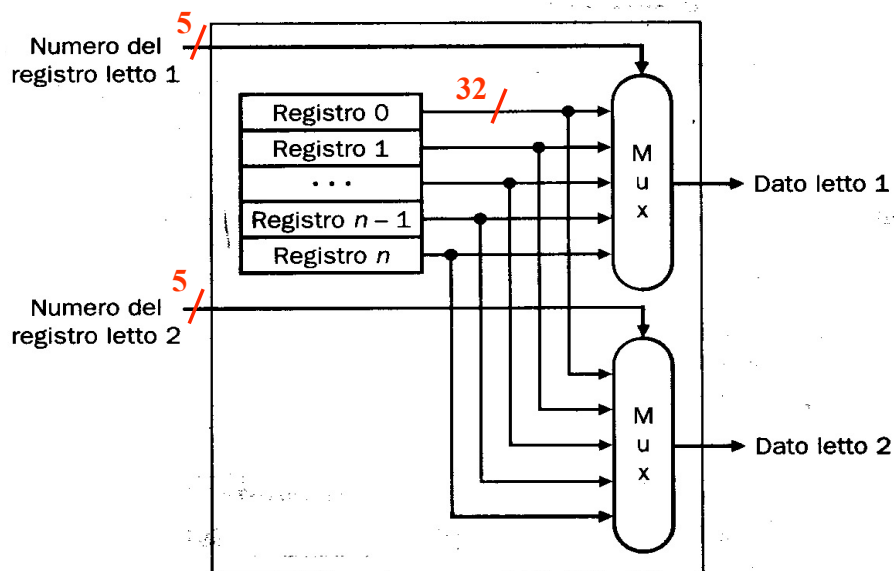 5
Numero del
registro letto 1
32
Registro 0
Registro 1
...
Registro n – 1
Registro n
M
u
x
Dato letto 1
5
Numero del
registro letto 2
M
u
x
Dato letto 2